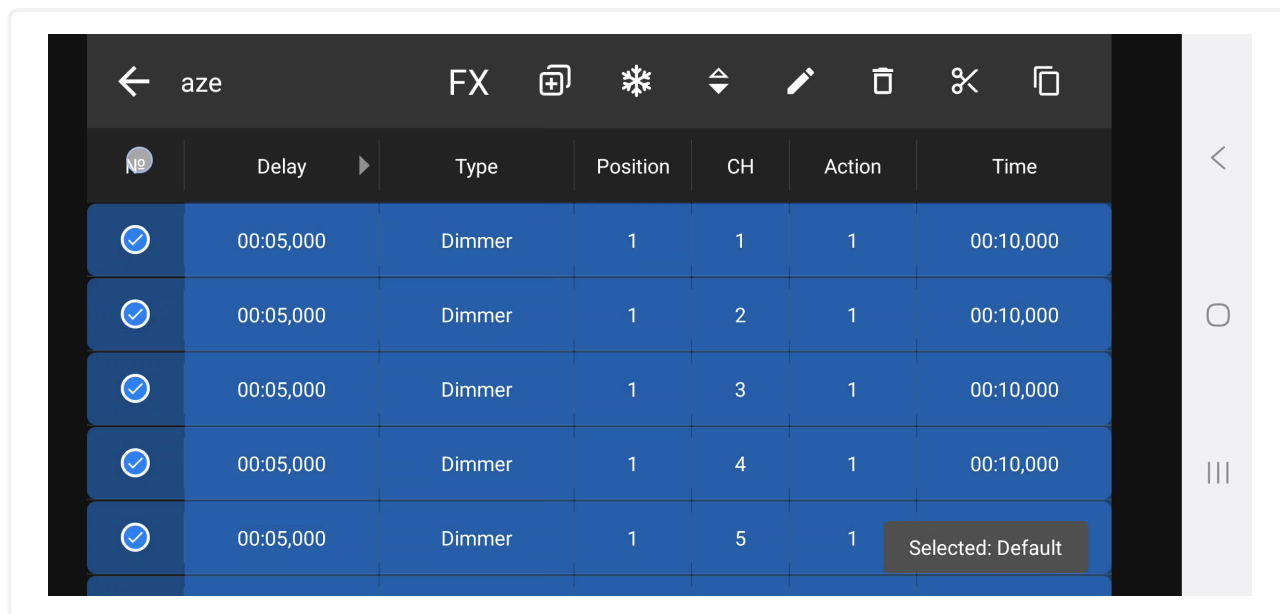 aze FX
№ Delay Type Position CH Action Time
00:05,000 Dimmer 1 1 1 00:10,000
00:05,000 Dimmer 1 2 1 00:10,000
00:05,000 Dimmer 1 3 1 00:10,000
00:05,000 Dimmer 1 4 1 00:10,000
00:05,000 Dimmer 1 5 1
Selected: Default